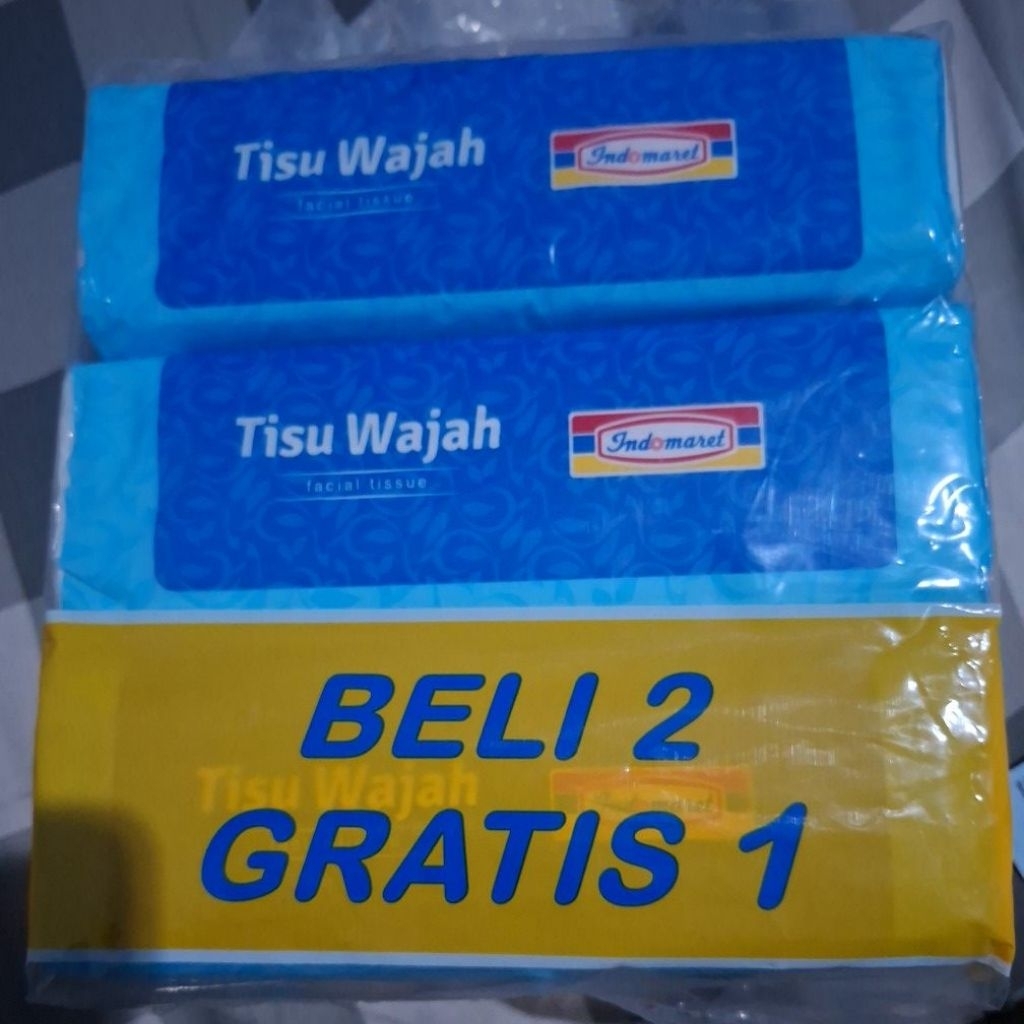 Tisu Wajah
facial tissue
Indomaret
Tisu Wajah
facial tissue
Indomaret
BELI 2
Tisu Wajah
GRATIS 1